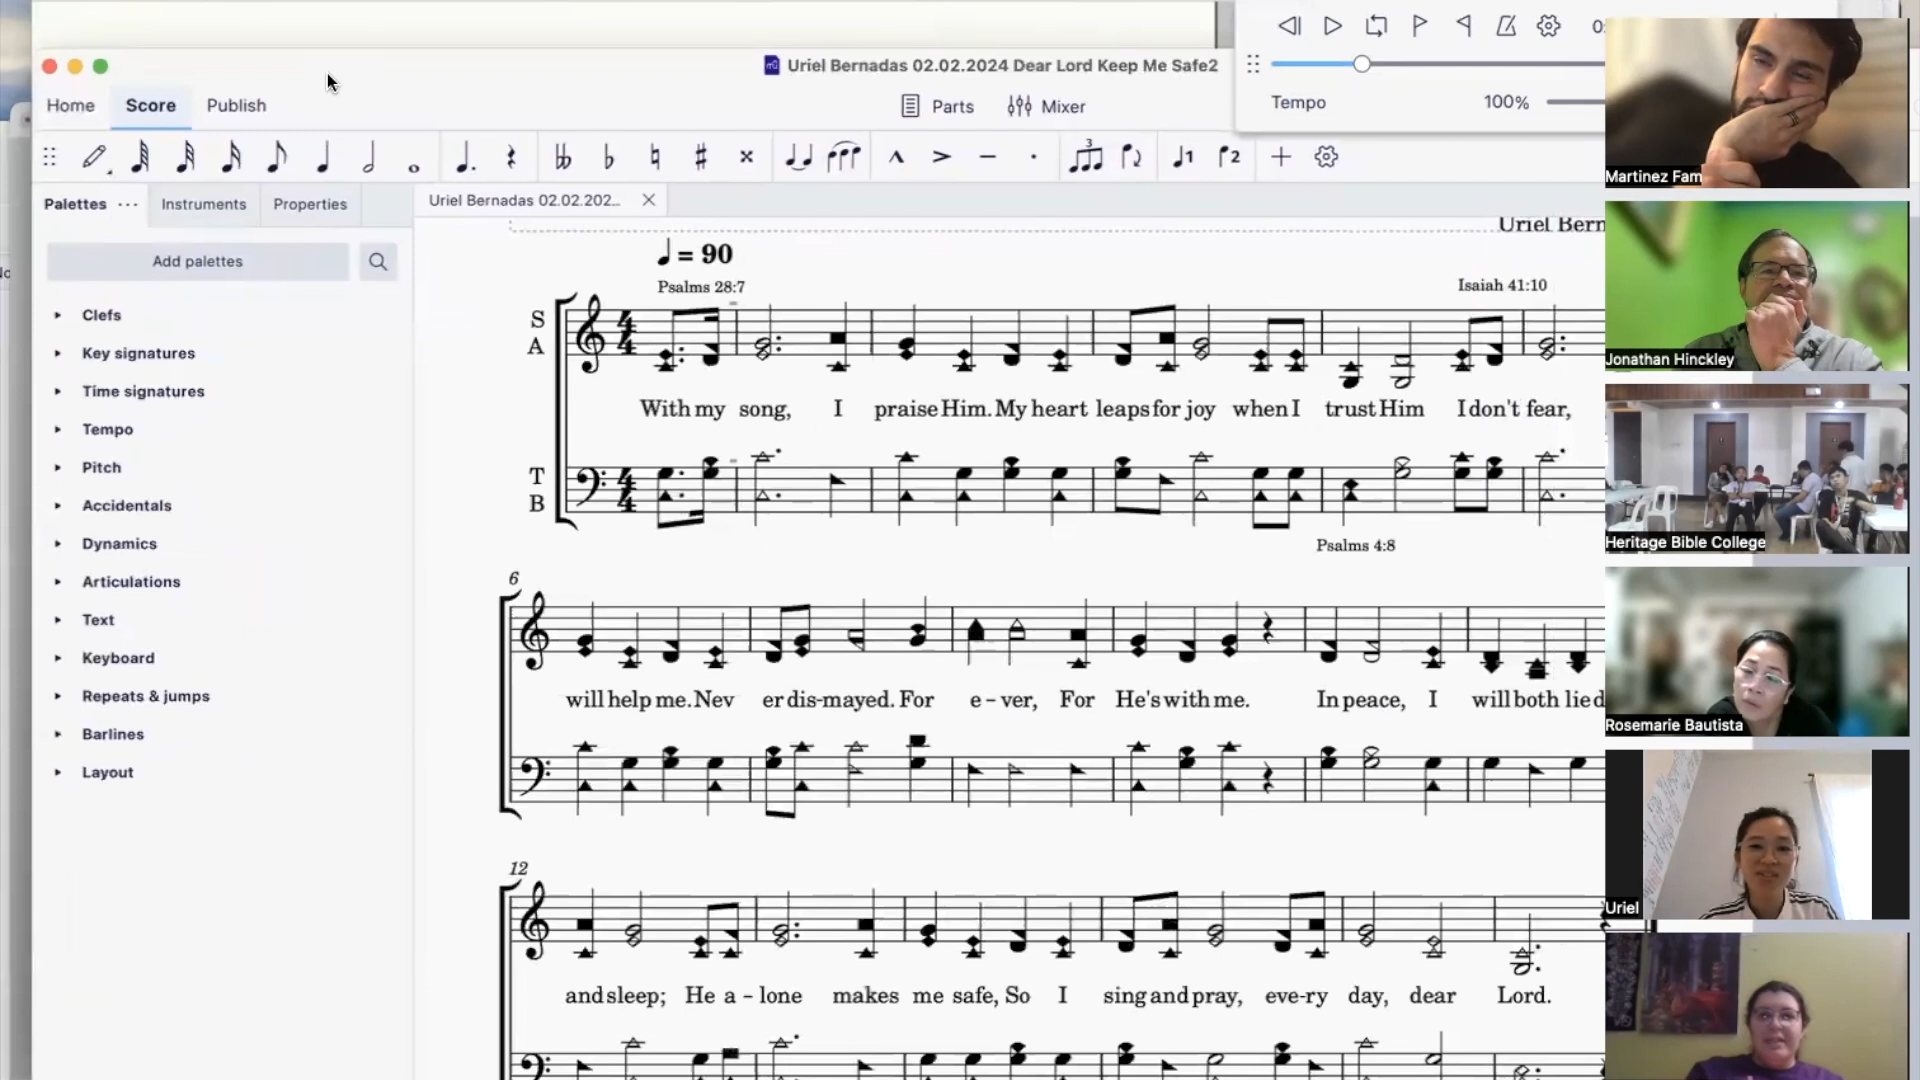 Uriel Bernadas 02.02.2024 Dear Lord Keep Me Safe2
Home Score Publish
Parts Mixer
Tempo 100%
Palettes ... Instruments Properties
Uriel Bernadas 02.02.202...
Add palettes
Clefs
Key signatures
Time signatures
Tempo
Pitch
Accidentals
Dynamics
Articulations
Text
Keyboard
Repeats & jumps
Barlines
Layout
Uriel Bern
= 90
Psalms 28:7 Isaiah 41:10
S
A
With my song, I praise Him. My heart leaps for joy when I trust Him I don't fear,
T
B
Psalms 4:8
6
will help me. Nev er dis-mayed. For e-ver, For He's with me. In peace, I will both lie d
12
and sleep; He a-lone makes me safe, So I sing and pray, eve-ry day, dear Lord.
Martinez Fam
Jonathan Hinckley
Heritage Bible College
Rosemarie Bautista
Uriel